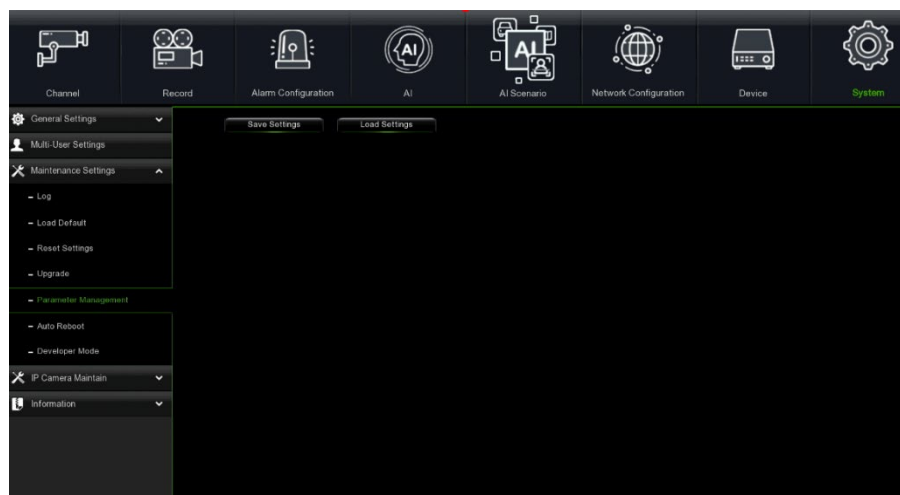 Channel
Record
Alarm Configuration
AI
AI Scenario
Network Configuration
Device
System
AI
AI
General Settings
Multi-User Settings
Maintenance Settings
Log
Load Default
Reset Settings
Upgrade
Parameter Management
Auto Reboot
Developer Mode
IP Camera Maintain
Information
Save Settings
Load Settings